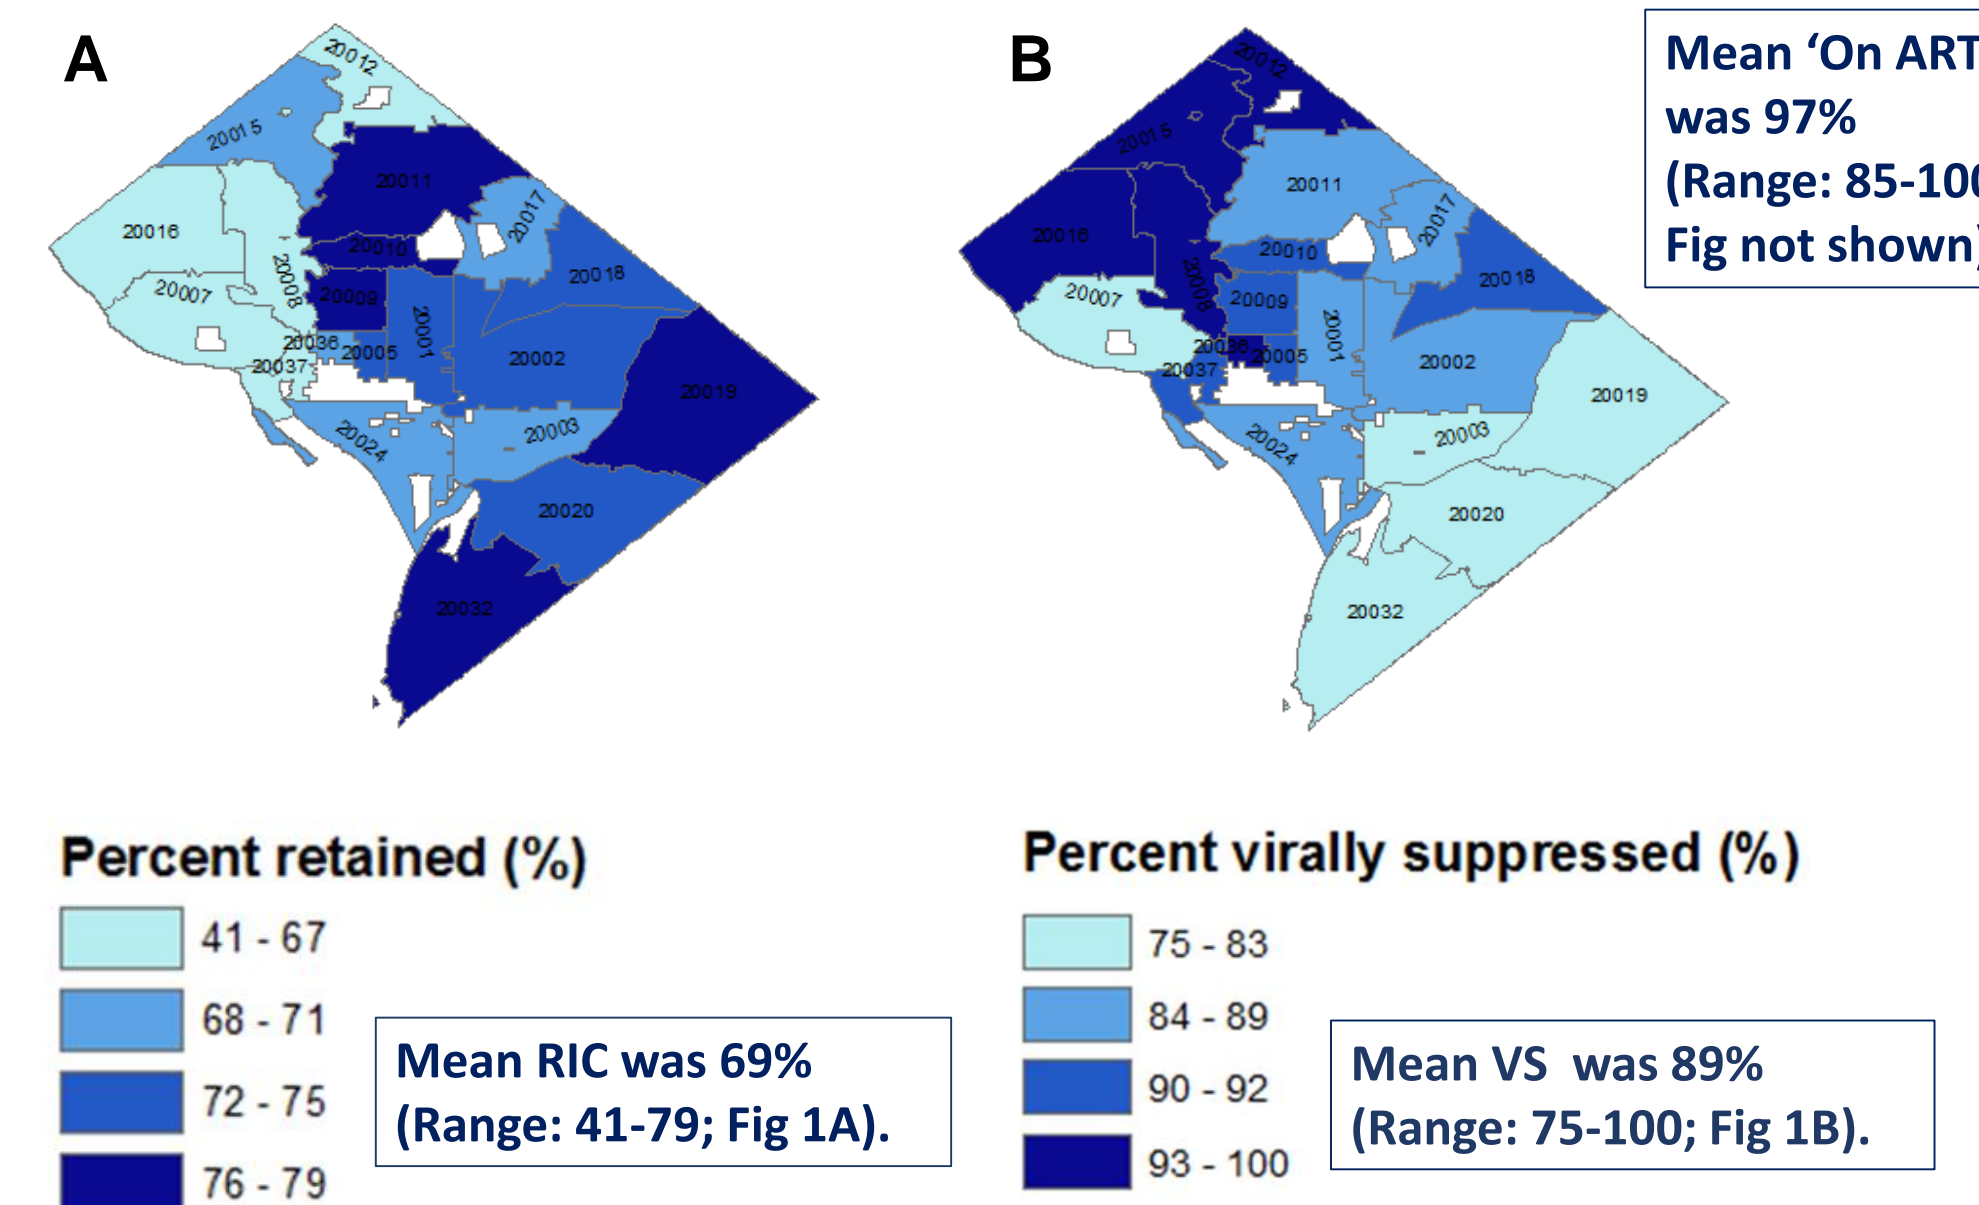 A
20012
20015
20011
20017
20016
20010
20018
20008
20007
20009
20001
20036
20005
20002
20037
20019
20003
20024
20020
20032
Percent retained (%)
41 - 67
68 - 71
72 - 75
76 - 79
Mean RIC was 69%
(Range: 41-79; Fig 1A).
B
20012
20015
20011
20017
20016
20010
20018
20008
20007
20009
20001
20036
20005
20002
20037
20019
20003
20024
20020
20032
Mean ‘On ART
was 97%
(Range: 85-100
Fig not shown)
Percent virally suppressed (%)
75 - 83
84 - 89
90 - 92
93 - 100
Mean VS  was 89%
(Range: 75-100; Fig 1B).